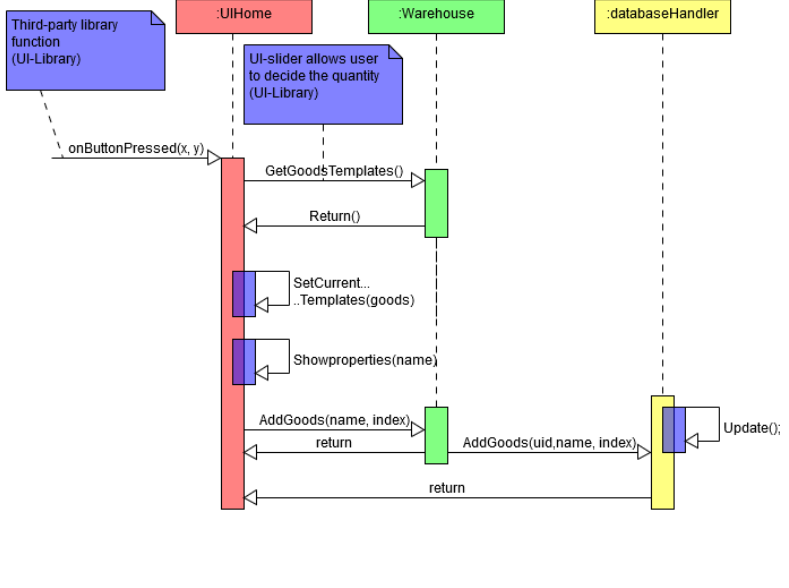 :UIHome
:Warehouse
:databaseHandler
Third-party library
function
(UI-Library)
UI-slider allows user
to decide the quantity
(UI-Library)
onButtonPressed(x, y)
GetGoodsTemplates()
Return()
SetCurrent...
..Templates(goods)
Showproperties(name)
AddGoods(name, index)
Update();
return
AddGoods(uid,name, index)
return